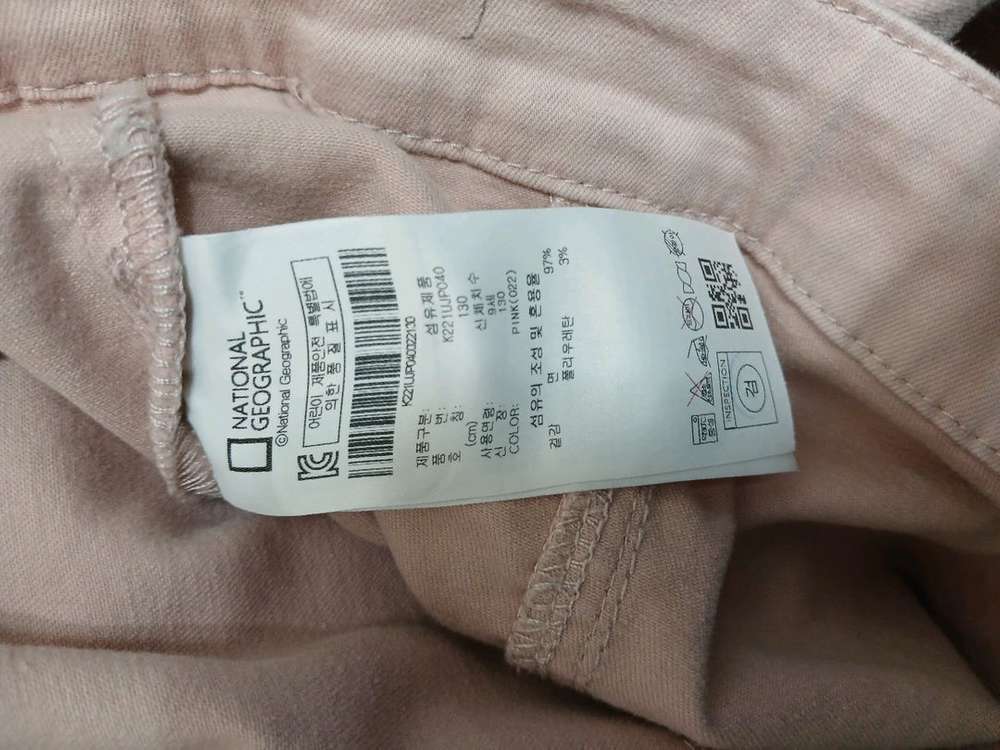 NATIONAL
GEOGRAPHIC™
©National Geographic
어린이 제품안전 특별법에
의한 품 질 표 시
K221UJP040022130
제품구분: 섬유제품
품 번: K221UJP040
호 칭: 130
(cm) 신체치수
사용연령: 9세
신 장: 130
COLOR: PINK(022)
섬유의 조성 및 혼용율
겉감 면 97%
폴리우레탄 3%
INSPECTION
검